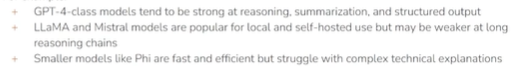 + GPT-4-class models tend to be strong at reasoning, summarization, and structured output
+ LLaMA and Mistral models are popular for local and self-hosted use but may be weaker at long
reasoning chains
+ Smaller models like Phi are fast and efficient but struggle with complex technical explanations